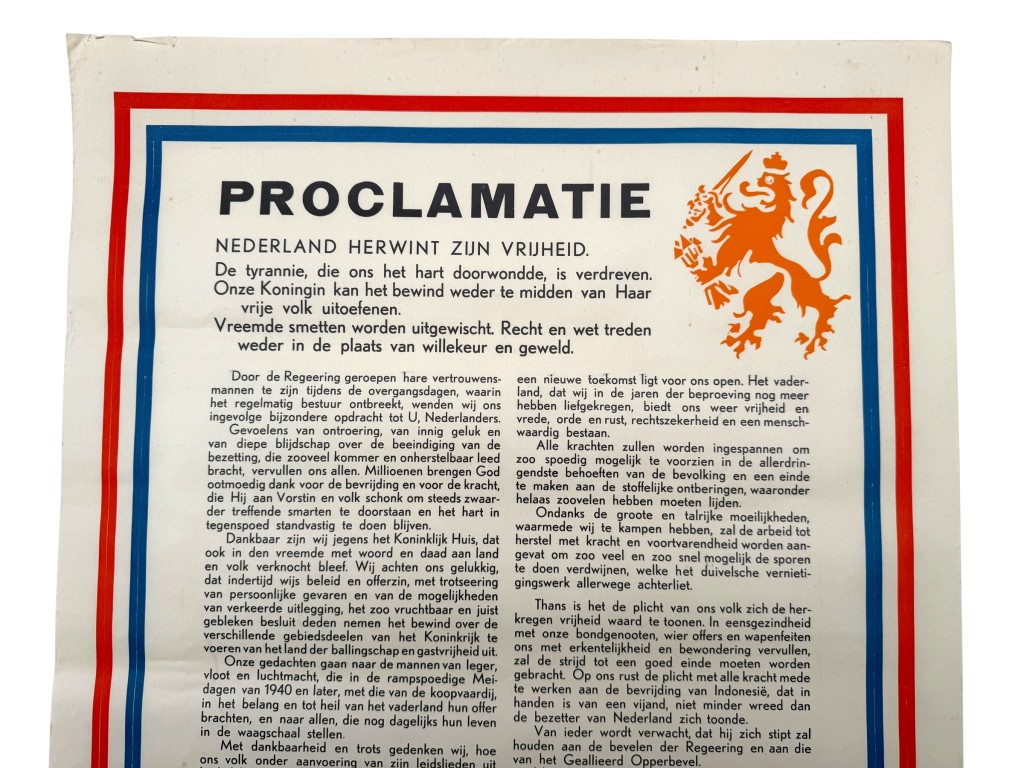 PROCLAMATIE
NEDERLAND HERWINT ZIJN VRIJHEID.
De tyrannie, die ons het hart doorwondde, is verdreven.
Onze Koningin kan het bewind weder te midden van Haar
vrije volk uitoefenen.
Vreemde smetten worden uitgewischt. Recht en wet treden
weder in de plaats van willekeur en geweld.
Door de Regeering geroepen hare vertrouwens-
mannen te zijn tijdens de overgangsdagen, waarin
het regelmatig bestuur ontbreekt, wenden wij ons
ingevolge bijzondere opdracht tot U, Nederlanders.
Gevoelens van ontroering, van innig geluk en
van diepe blijdschap over de beeindiging van de
bezetting, die zooveel kommer en onherstelbaar leed
bracht, vervullen ons allen. Millioenen brengen God
ootmoedig dank voor de bevrijding en voor de kracht,
die Hij aan Vorstin en volk schonk om steeds zwaar-
der treffende smarten te doorstaan en het hart in
tegenspoed standvastig te doen blijven.
Dankbaar zijn wij jegens het Koninklijk Huis, dat
ook in den vreemde met woord en daad aan land
en volk verknocht bleef. Wij achten ons gelukkig,
dat indertijd wijs beleid en offerzin, met trotseering
van persoonlijke gevaren en van de mogelijkheden
van verkeerde uitlegging, het zoo vruchtbaar en juist
gebleken besluit deden nemen het bewind over de
verschillende gebiedsdeelen van het Koninkrijk te
voeren van het land der ballingschap en gastvrijheid uit.
Onze gedachten gaan naar de mannen van leger,
vloot en luchtmacht, die in de rampspoedige Mei-
dagen van 1940 en later, met die van de koopvaardij,
in het belang en tot heil van het vaderland hun offer
brachten, en naar allen, die nog dagelijks hun leven
in de waagschaal stellen.
Met dankbaarheid en trots gedenken wij, hoe
ons volk onder aanvoering van zijn leidslieden uit
een nieuwe toekomst ligt voor ons open. Het vader-
land, dat wij in de jaren der beproeving nog meer
hebben liefgekregen, biedt ons weer vrijheid en
vrede, orde en rust, rechtszekerheid en een mensch-
waardig bestaan.
Alle krachten zullen worden ingespannen om
zoo spoedig mogelijk te voorzien in de allerdrin-
gendste behoeften van de bevolking en een einde
te maken aan de stoffelijke ontberingen, waaronder
helaas zoovelen hebben moeten lijden.
Ondanks de groote en talrijke moeilijkheden,
waarmede wij te kampen hebben, zal de arbeid tot
herstel met kracht en voortvarendheid worden aan-
gevat om zoo veel en zoo snel mogelijk de sporen
te doen verdwijnen, welke het duivelsche vernieti-
gingswerk allerwege achterliet.
Thans is het de plicht van ons volk zich de her-
kregen vrijheid waard te toonen. In eensgezindheid
met onze bondgenooten, wier offers en wapenfeiten
ons met erkentelijkheid en bewondering vervullen,
zal de strijd tot een goed einde moeten worden
gebracht. Op ons rust de plicht met alle kracht mede
te werken aan de bevrijding van Indonesië, dat in
handen is van een vijand, niet minder wreed dan
de bezetter van Nederland zich toonde.
Van ieder wordt verwacht, dat hij zich stipt zal
houden aan de bevelen der Regeering en aan die
van het Geallieerd Opperbevel.